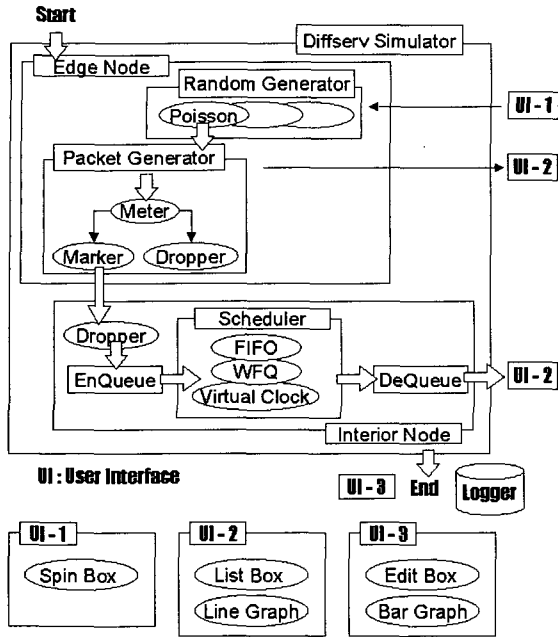 Start
Diffserv Simulator
Edge Node
Random Generator
Poisson
UI - 1
Packet Generator
UI - 2
Meter
Marker
Dropper
Scheduler
Dropper
FIFO
EnQueue
WFQ
DeQueue
UI - 2
Virtual Clock
Interior Node
UI : User Interface
UI - 3
End
Logger
UI - 1
UI - 2
UI - 3
Spin Box
List Box
Edit Box
Line Graph
Bar Graph